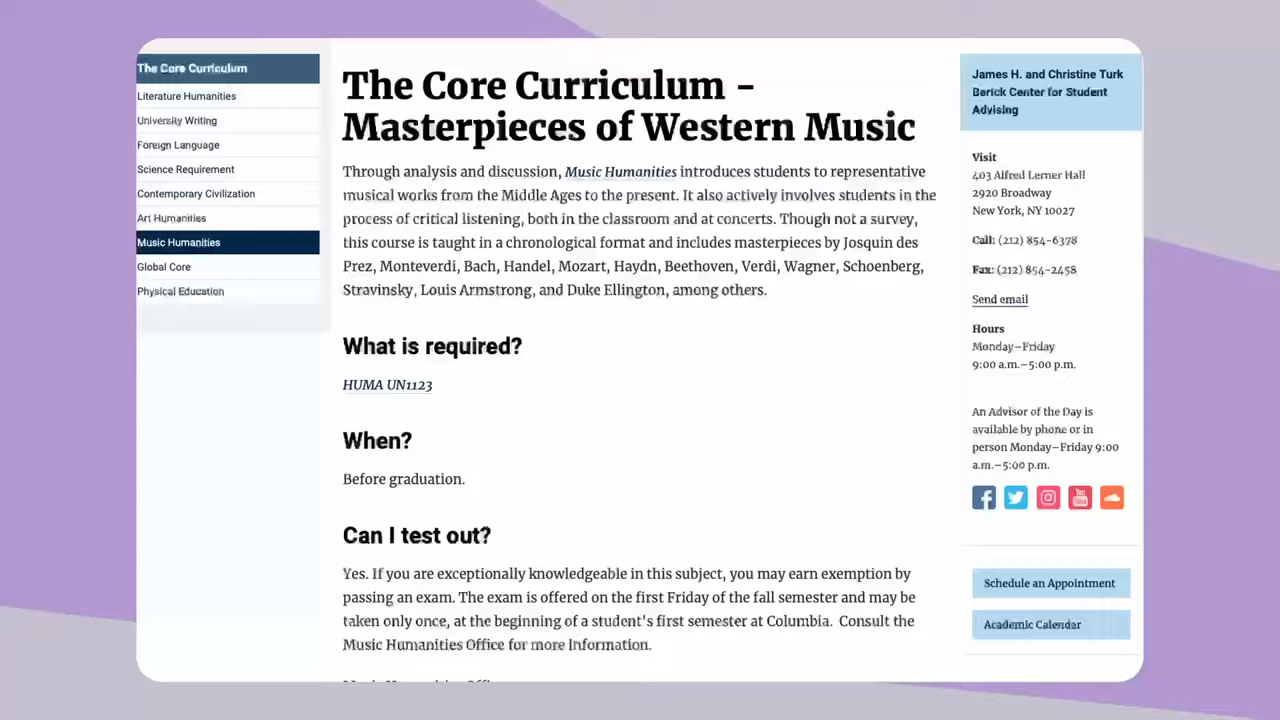 The Core Curriculum
Literature Humanities
University Writing
Foreign Language
Science Requirement
Contemporary Civilization
Art Humanities
Music Humanities
Global Core
Physical Education
The Core Curriculum -
Masterpieces of Western Music
Through analysis and discussion, Music Humanities introduces students to representative
musical works from the Middle Ages to the present. It also actively involves students in the
process of critical listening, both in the classroom and at concerts. Though not a survey,
this course is taught in a chronological format and includes masterpieces by Josquin des
Prez, Monteverdi, Bach, Handel, Mozart, Haydn, Beethoven, Verdi, Wagner, Schoenberg,
Stravinsky, Louis Armstrong, and Duke Ellington, among others.
What is required?
HUMA UN1123
When?
Before graduation.
Can I test out?
Yes. If you are exceptionally knowledgeable in this subject, you may earn exemption by
passing an exam. The exam is offered on the first Friday of the fall semester and may be
taken only once, at the beginning of a student's first semester at Columbia. Consult the
Music Humanities Office for more information.
James H. and Christine Turk
Berick Center for Student
Advising
Visit
403 Alfred Lerner Hall
2920 Broadway
New York, NY 10027
Call: (212) 854-6378
Fax: (212) 854-2458
Send email
Hours
Monday–Friday
9:00 a.m.–5:00 p.m.
An Advisor of the Day is
available by phone or in
person Monday–Friday 9:00
a.m.–5:00 p.m.
You
Tube
Schedule an Appointment
Academic Calendar